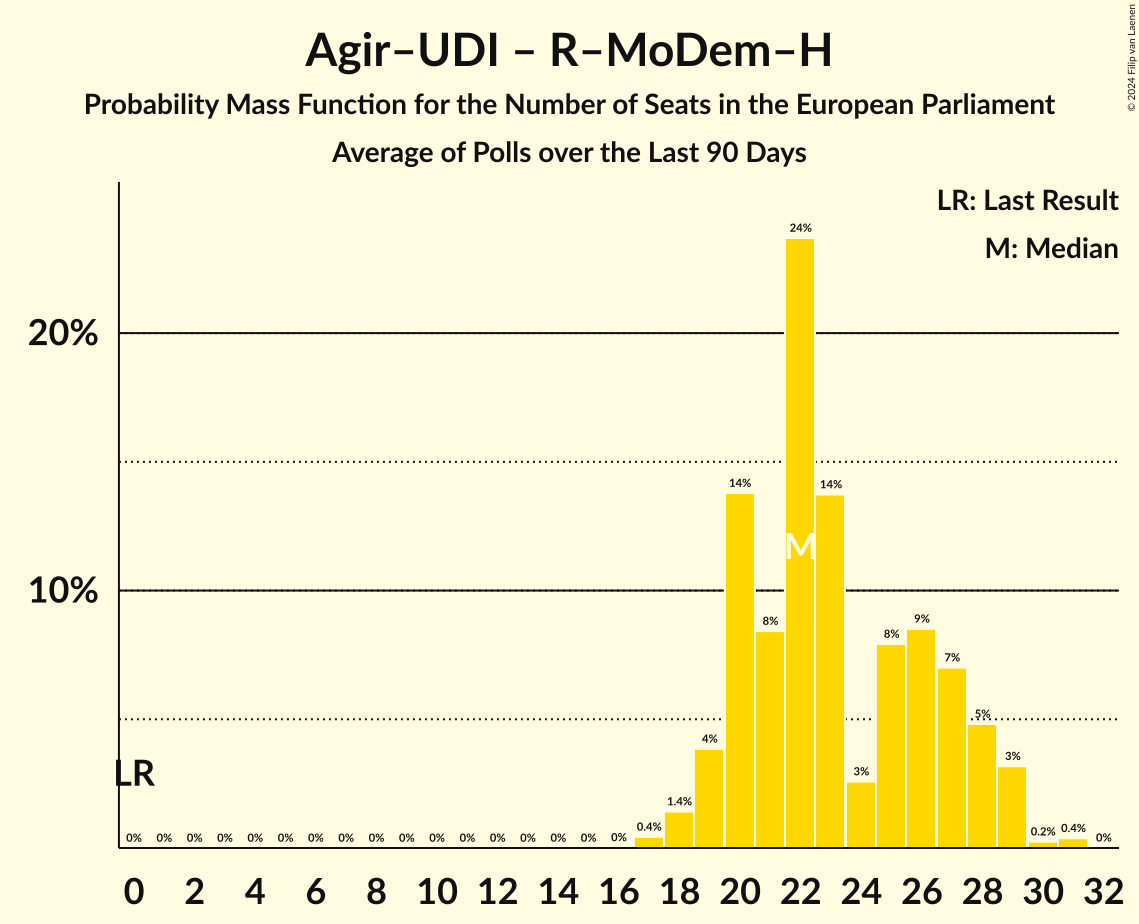 Agir–UDI – R–MoDem–H
Probability Mass Function for the Number of Seats in the European Parliament
Average of Polls over the Last 90 Days
© 2024 Filip van Laenen
LR: Last Result
M: Median
20%
10%
24%
14%
8%
14%
M
4%
1.4%
0.4%
3%
8%
9%
7%
5%
3%
0.2%
0.4%
0%
LR
0% 0% 0% 0% 0% 0% 0% 0% 0% 0% 0% 0% 0% 0% 0% 0% 0%
0 2 4 6 8 10 12 14 16 18 20 22 24 26 28 30 32